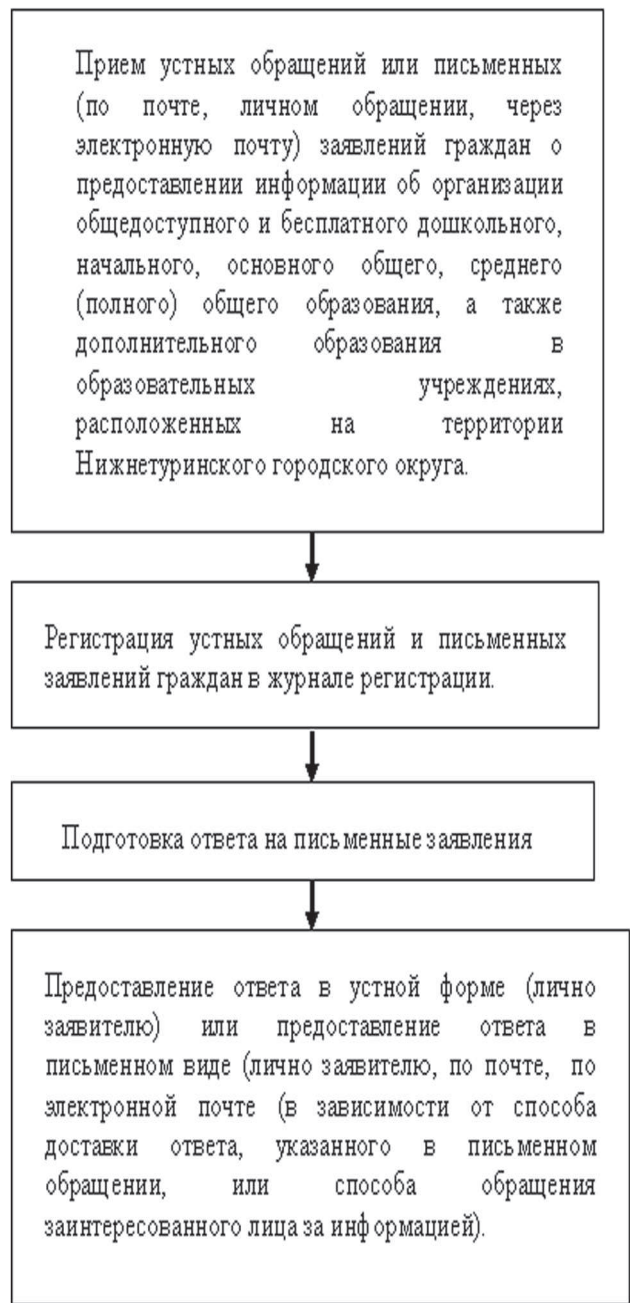 Прием устных обращений или письменных
(по почте, личном обращении, через
электронную почту) заявлений граждан о
предоставлении информации об организации
общедоступного и бесплатного дошкольного,
начального, основного общего, среднего
(полного) общего образования, а также
дополнительного образования в
образовательных учреждениях,
расположенных на территории
Нижнетуринского городского округа.
Регистрация устных обращений и письменных
заявлений граждан в журнале регистрации.
Подготовка ответа на письменные заявления
Предоставление ответа в устной форме (лично
заявителю) или предоставление ответа в
письменном виде (лично заявителю, по почте, по
электронной почте (в зависимости от способа
доставки ответа, указанного в письменном
обращении, или способа обращения
заинтересованного лица за информацией).